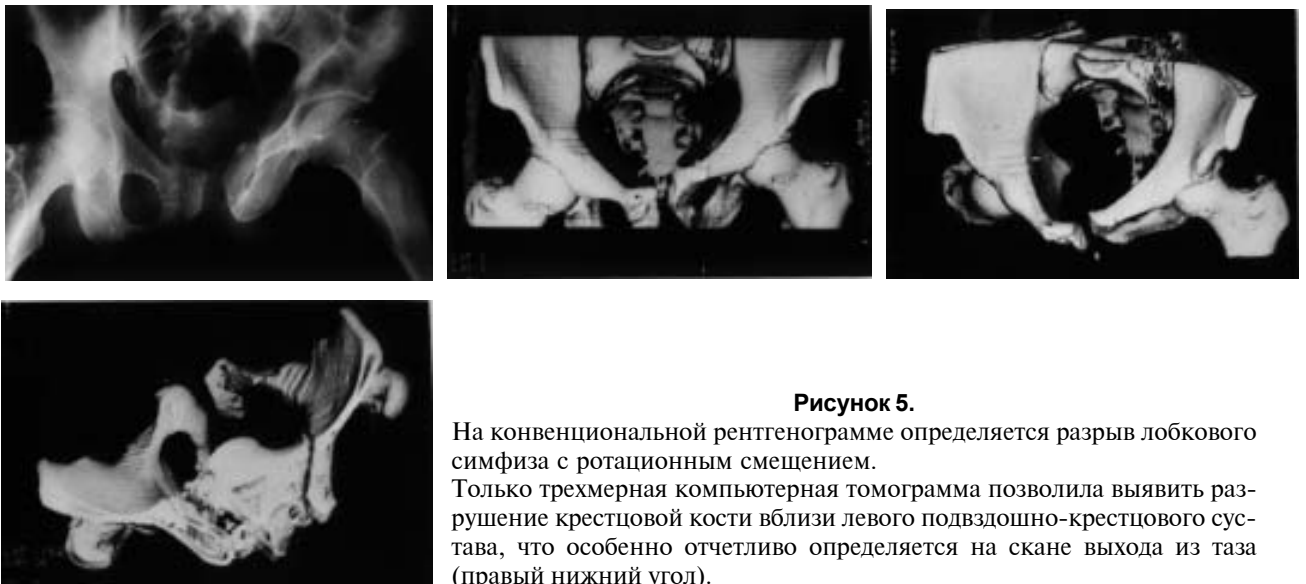 Рисунок 5.
На конвенциональной рентгенограмме определяется разрыв лобкового
симфиза с ротационным смещением.
Только трехмерная компьютерная томограмма позволила выявить раз-
рушение крестцовой кости вблизи левого подвздошно-крестцового сус-
тава, что особенно отчетливо определяется на скане выхода из таза
(правый нижний угол).